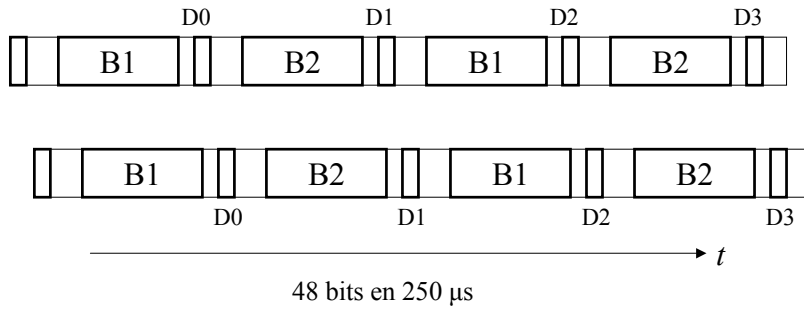 D0 D1 D2 D3
B1 B2 B1 B2
B1 B2 B1 B2
D0 D1 D2 D3
t
48 bits en 250 μs